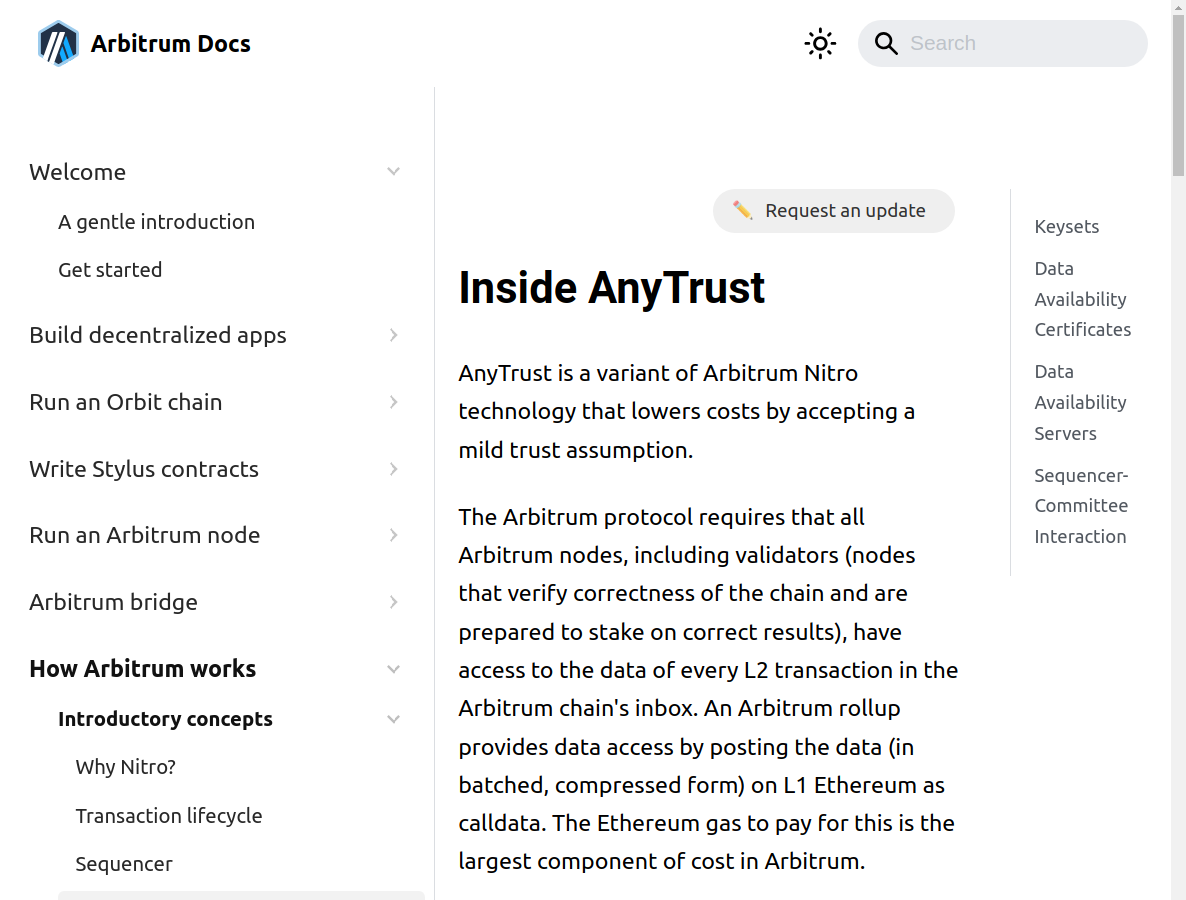 Arbitrum Docs
Search
Welcome
A gentle introduction
Get started
Build decentralized apps
Run an Orbit chain
Write Stylus contracts
Run an Arbitrum node
Arbitrum bridge
How Arbitrum works
Introductory concepts
Why Nitro?
Transaction lifecycle
Sequencer
Request an update
Inside AnyTrust
AnyTrust is a variant of Arbitrum Nitro
technology that lowers costs by accepting a
mild trust assumption.
The Arbitrum protocol requires that all
Arbitrum nodes, including validators (nodes
that verify correctness of the chain and are
prepared to stake on correct results), have
access to the data of every L2 transaction in the
Arbitrum chain's inbox. An Arbitrum rollup
provides data access by posting the data (in
batched, compressed form) on L1 Ethereum as
calldata. The Ethereum gas to pay for this is the
largest component of cost in Arbitrum.
Keysets
Data
Availability
Certificates
Data
Availability
Servers
Sequencer-
Committee
Interaction